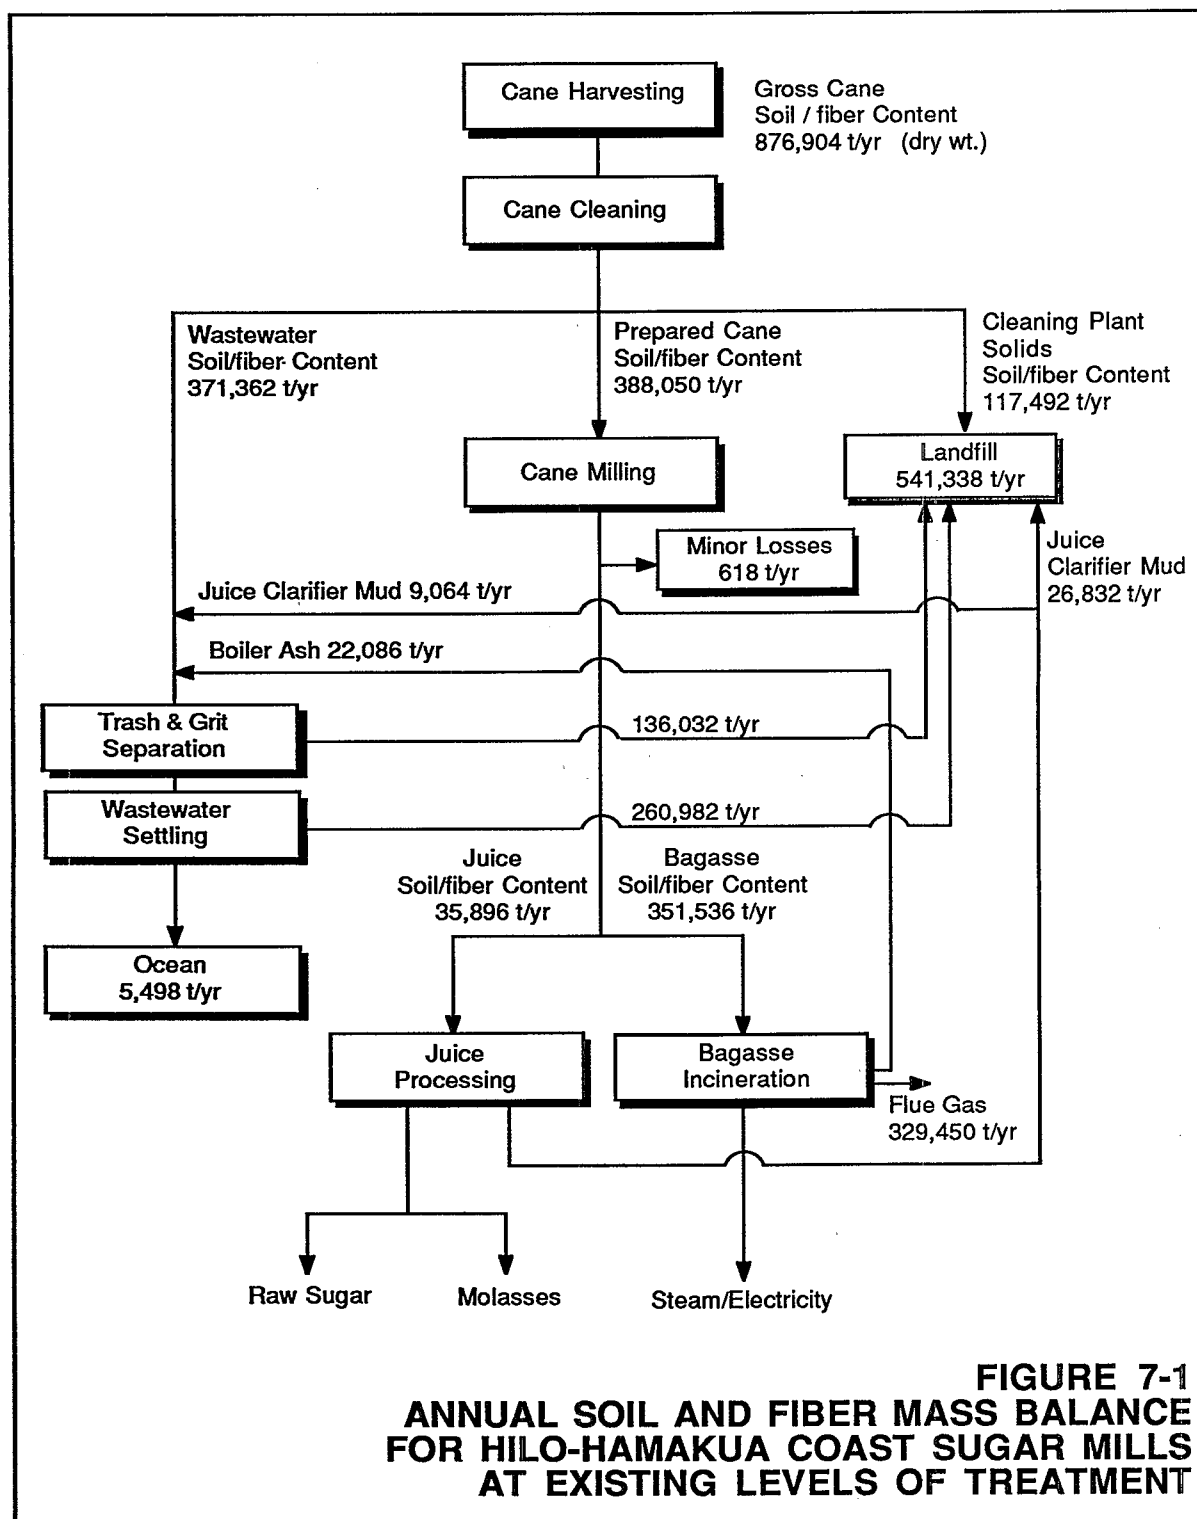 Cane Harvesting
Gross Cane
Soil / fiber Content
876,904 t/yr (dry wt.)
Cane Cleaning
Wastewater
Soil/fiber Content
371,362 t/yr
Prepared Cane
Soil/fiber Content
388,050 t/yr
Cleaning Plant
Solids
Soil/fiber Content
117,492 t/yr
Cane Milling
Landfill
541,338 t/yr
Minor Losses
618 t/yr
Juice
Clarifier Mud
26,832 t/yr
Juice Clarifier Mud 9,064 t/yr
Boiler Ash 22,086 t/yr
Trash & Grit
Separation
136,032 t/yr
Wastewater
Settling
260,982 t/yr
Juice
Soil/fiber Content
35,896 t/yr
Bagasse
Soil/fiber Content
351,536 t/yr
Ocean
5,498 t/yr
Juice
Processing
Bagasse
Incineration
Flue Gas
329,450 t/yr
Raw Sugar
Molasses
Steam/Electricity
FIGURE 7-1
ANNUAL SOIL AND FIBER MASS BALANCE
FOR HILO-HAMAKUA COAST SUGAR MILLS
AT EXISTING LEVELS OF TREATMENT